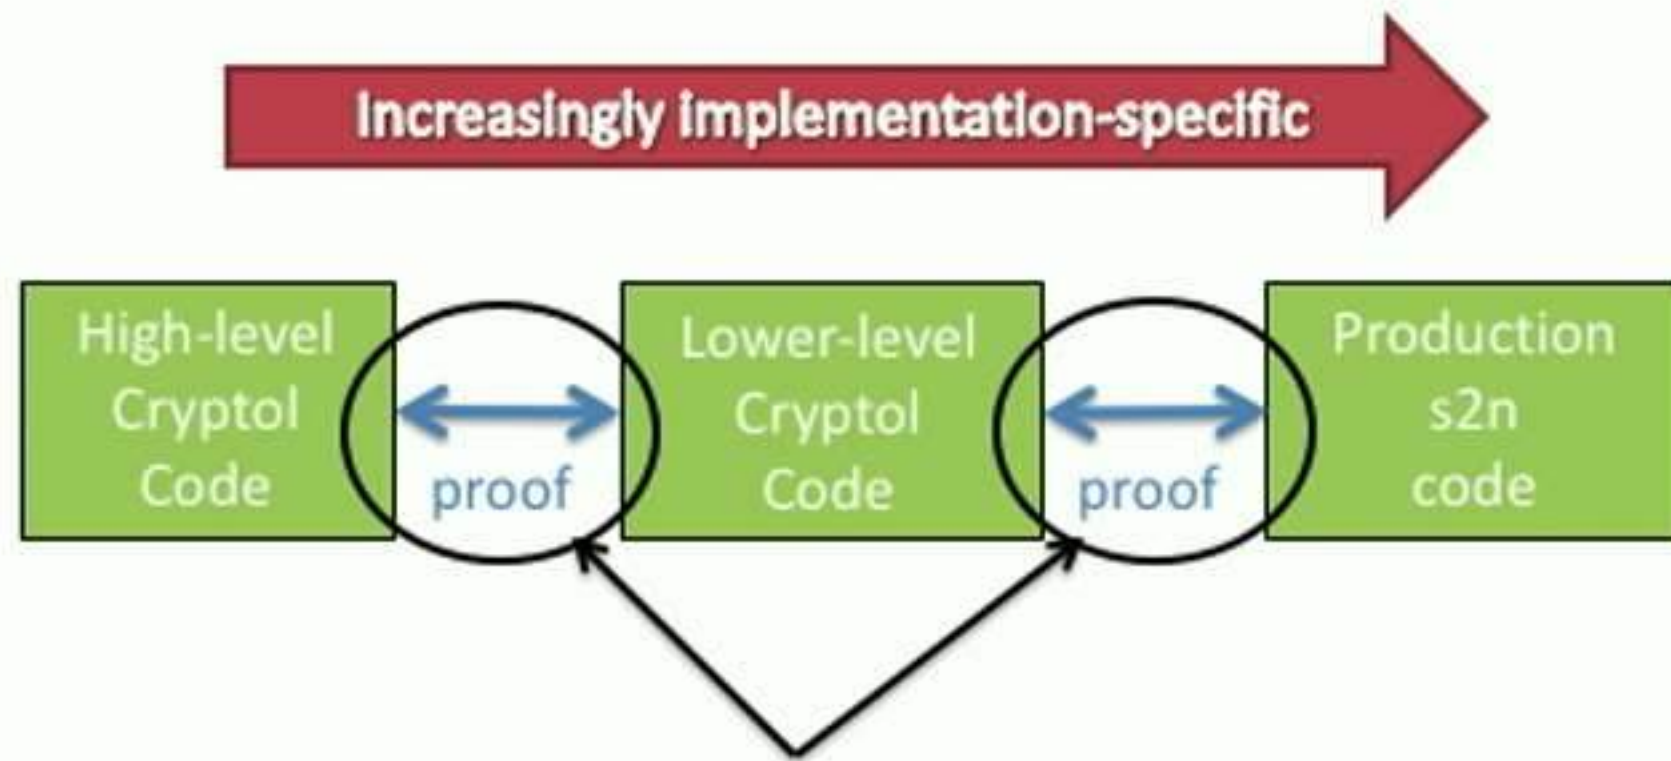 Increasingly implementation-specific
High-level
Cryptol
Code
proof
Lower-level
Cryptol
Code
proof
Production
s2n
code